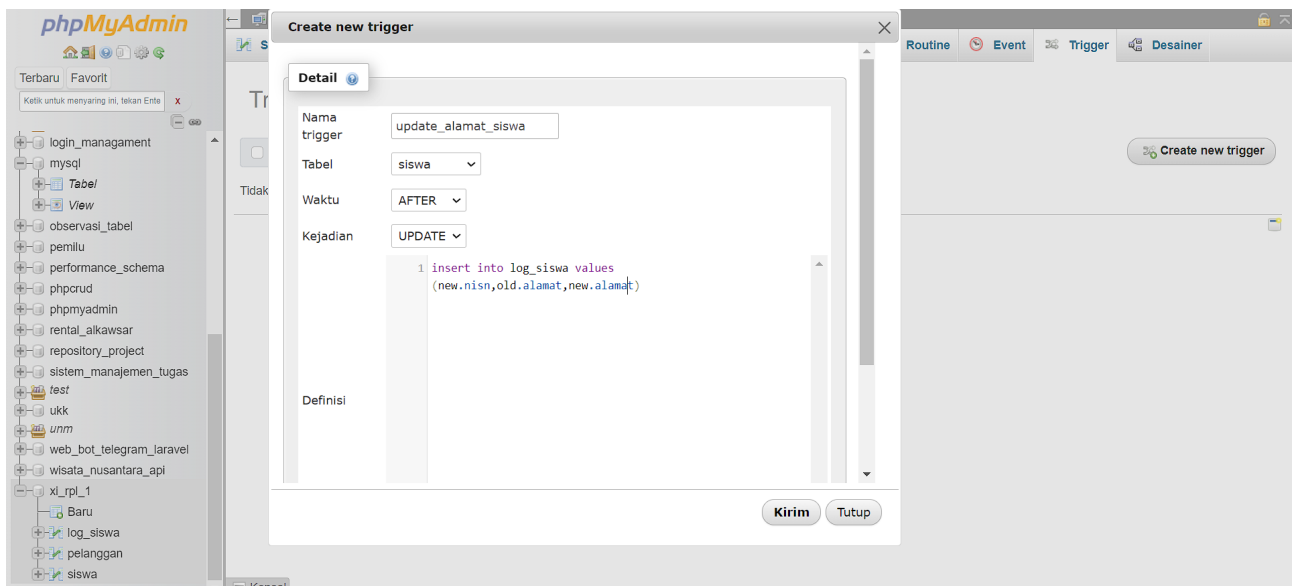 phpMyAdmin
Terbaru Favorit
Ketik untuk menyaring ini, tekan Ente X
login_managament
mysql
Tabel
View
observasi_tabel
pemilu
performance_schema
phpcrud
phpmyadmin
rental_alkawsar
repository_project
sistem_manajemen_tugas
test
ukk
unm
web_bot_telegram_laravel
wisata_nusantara_api
xi_rpl_1
Baru
log_siswa
pelanggan
siswa
S
Routine Event Trigger Desainer
Tr
Create new trigger
Tidak
Create new trigger
Detail
Nama trigger
update_alamat_siswa
Tabel
siswa
Waktu
AFTER
Kejadian
UPDATE
Definisi
1 insert into log_siswa values
(new.nisn,old.alamat,new.alamat)
Kirim Tutup